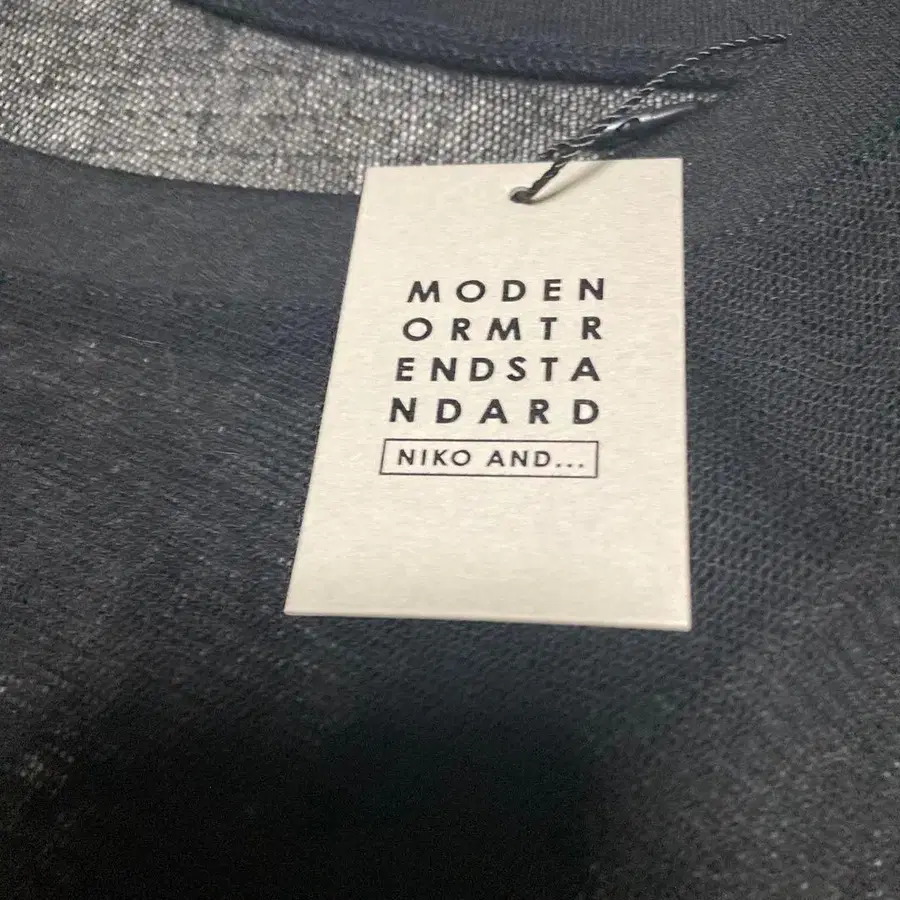 MODEN
ORMTR
ENDSTA
NDARD
NIKO AND...